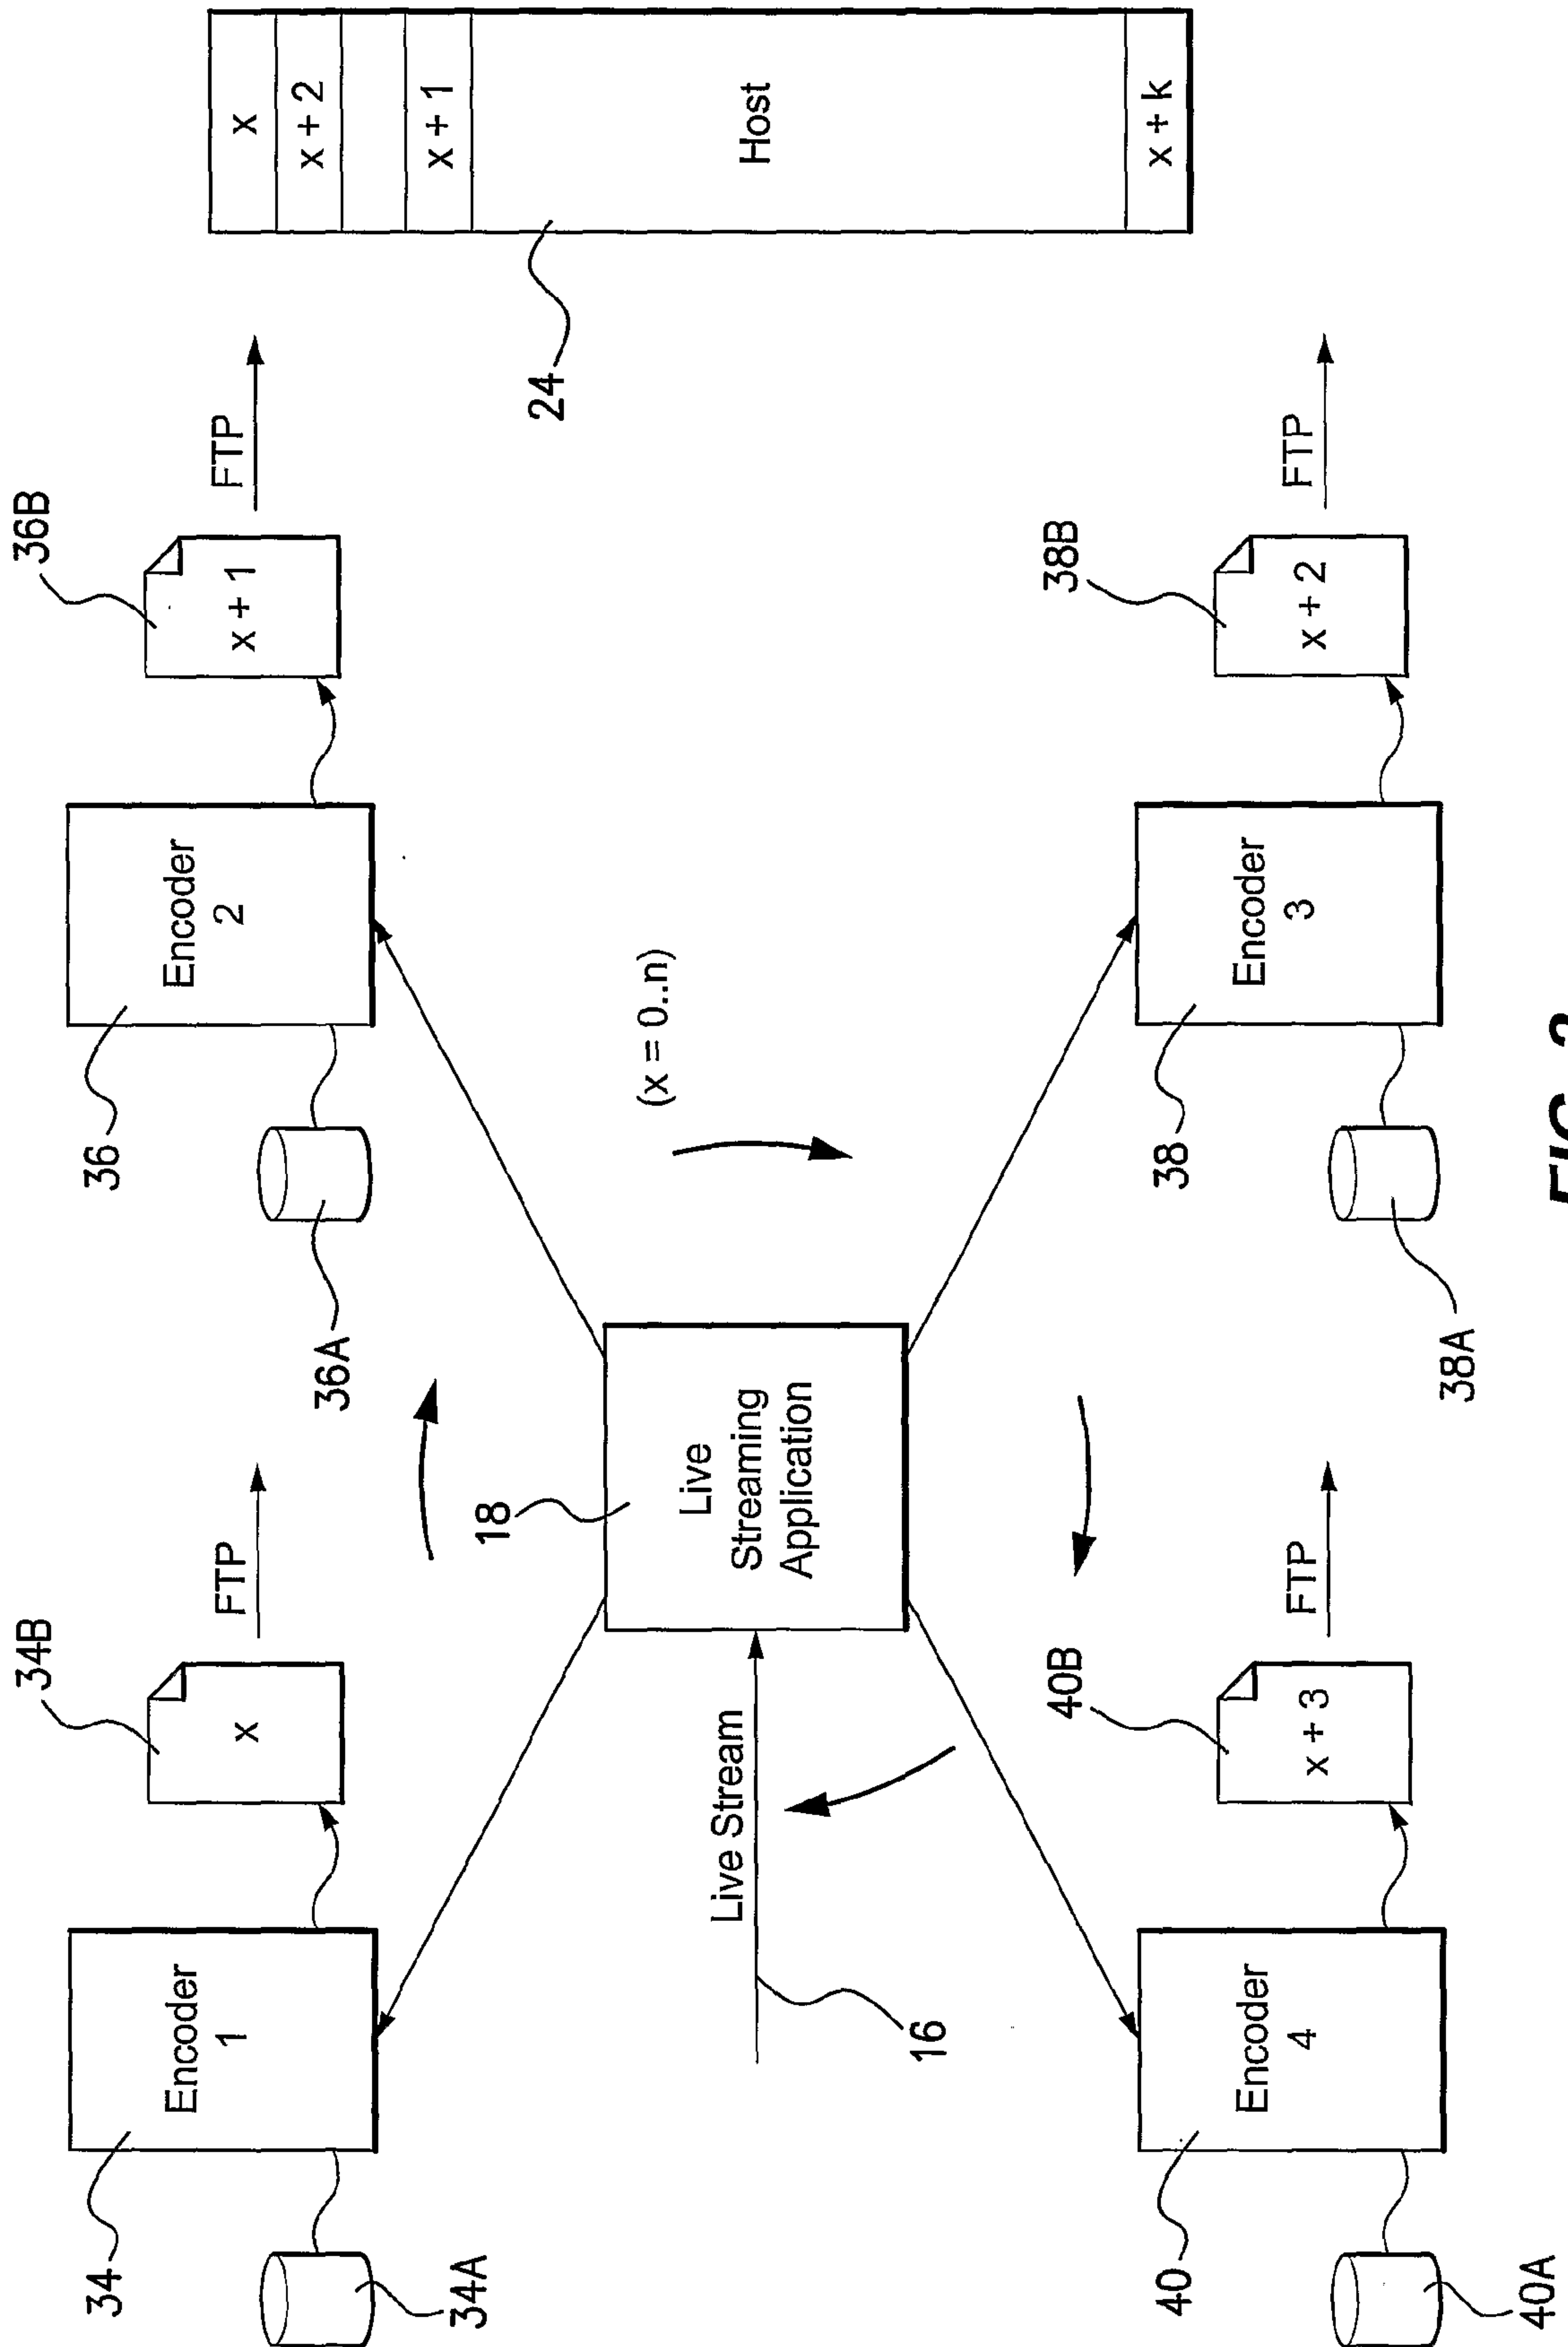 34
34A
Encoder
1
34B
x
FTP
36
36A
Encoder
2
36B
x + 1
FTP
x
x + 2
x + 1
Host
x + k
24
18
Live
Streaming
Application
Live Stream
16
(x = 0..n)
40
40A
Encoder
4
40B
x + 3
FTP
38
38A
Encoder
3
38B
x + 2
FTP
FIG.